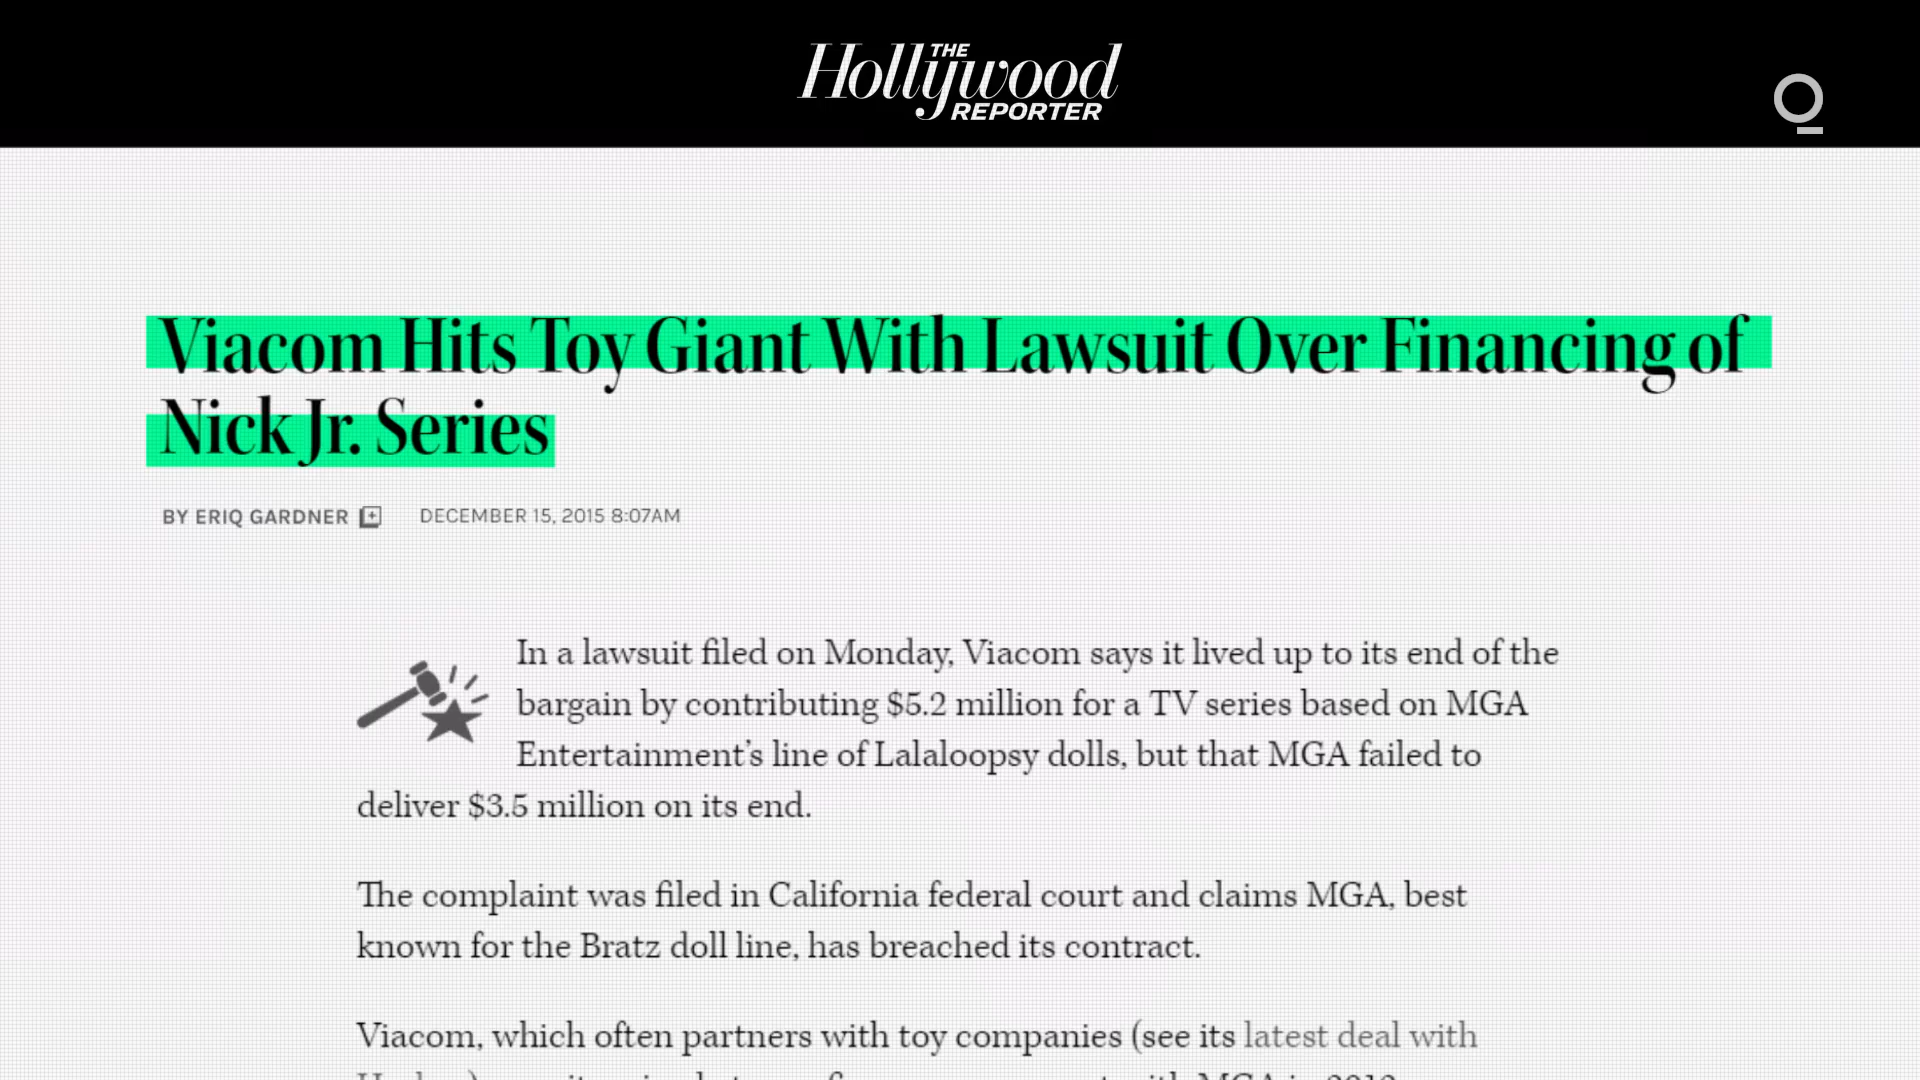 THE
Hollywood
REPORTER
Viacom Hits Toy Giant With Lawsuit Over Financing of
Nick Jr. Series
BY ERIQ GARDNER DECEMBER 15, 2015 8:07AM
In a lawsuit filed on Monday, Viacom says it lived up to its end of the
bargain by contributing $5.2 million for a TV series based on MGA
Entertainment’s line of Lalaloopsy dolls, but that MGA failed to
deliver $3.5 million on its end.
The complaint was filed in California federal court and claims MGA, best
known for the Bratz doll line, has breached its contract.
Viacom, which often partners with toy companies (see its latest deal with